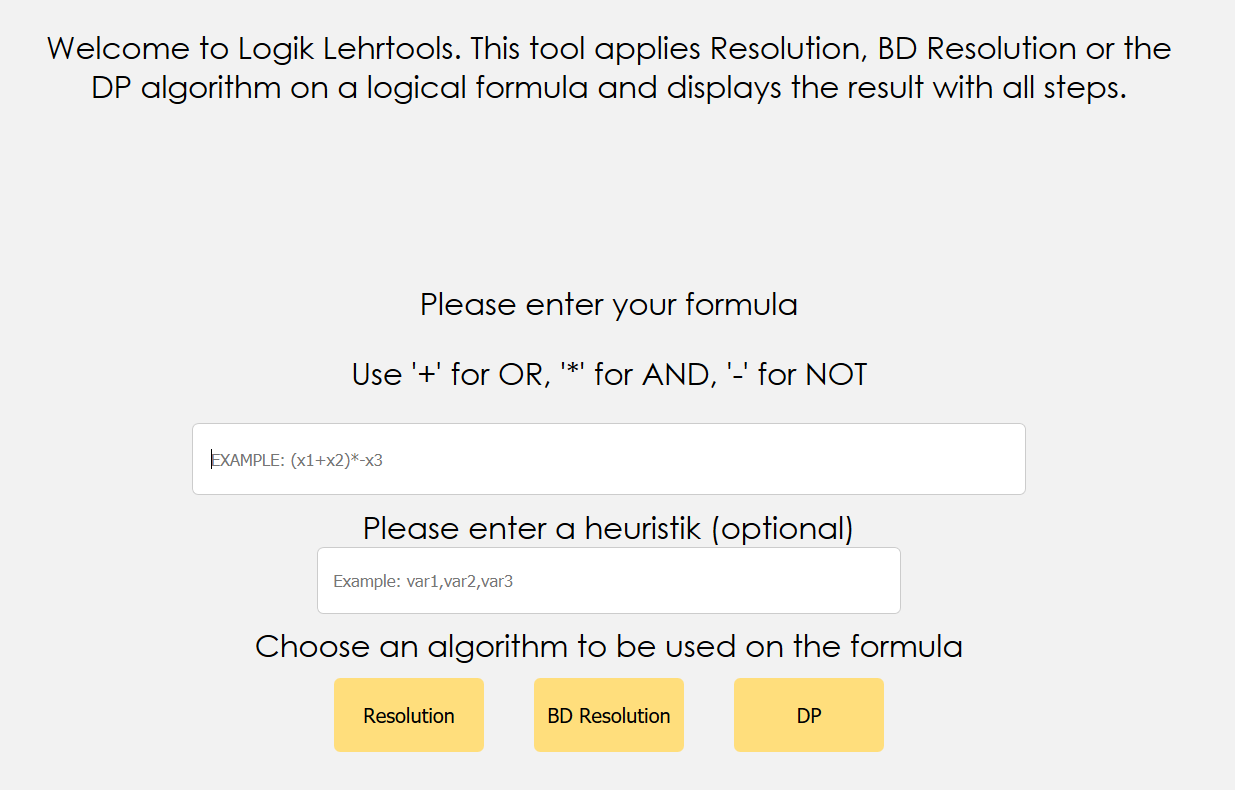 Welcome to Logik Lehrtools. This tool applies Resolution, BD Resolution or the
DP algorithm on a logical formula and displays the result with all steps.
Please enter your formula
Use '+' for OR, '*' for AND, '-' for NOT
EXAMPLE: (x1+x2)*-x3
Please enter a heuristik (optional)
Example: var1,var2,var3
Choose an algorithm to be used on the formula
Resolution BD Resolution DP